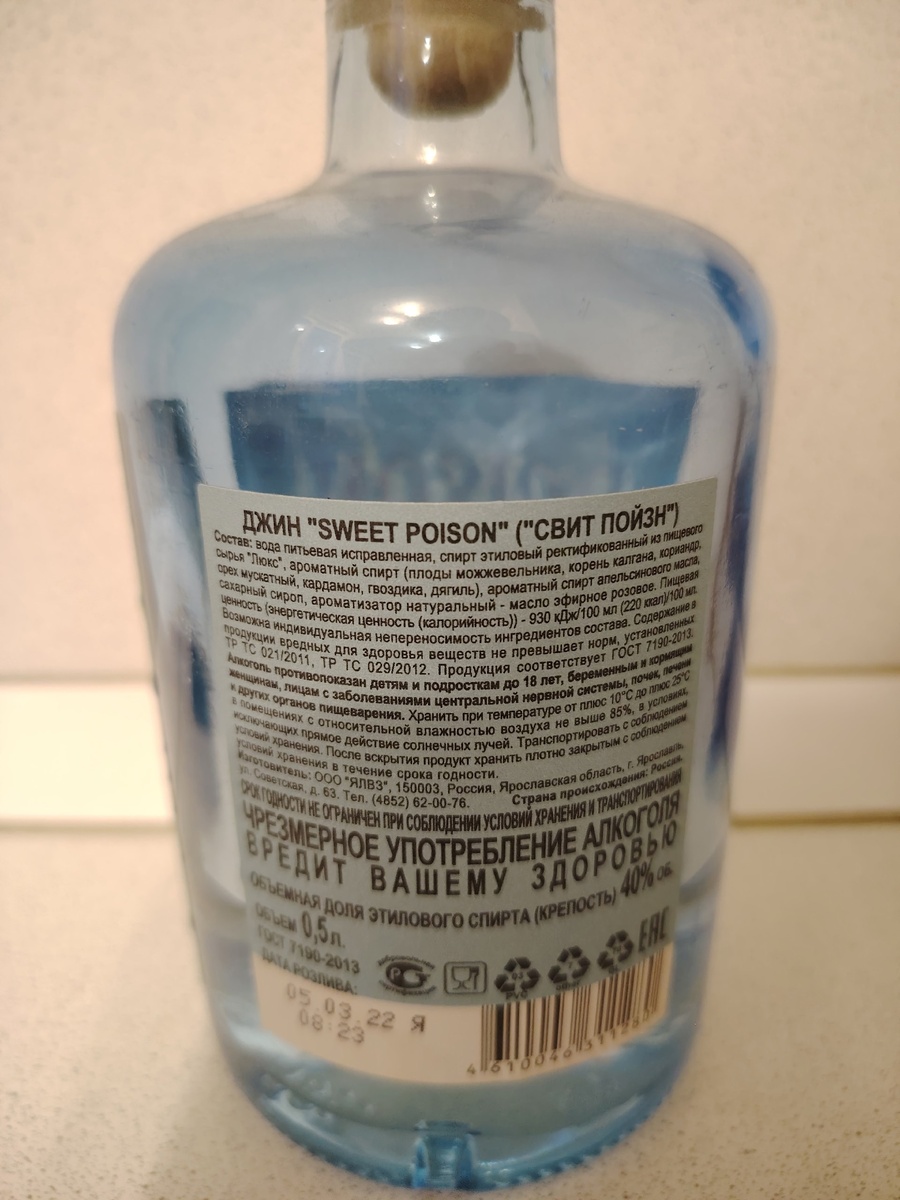 ДЖИН "SWEET POISON" ("СВИТ ПОЙЗН")
Состав: вода питьевая исправленная, спирт этиловый ректификованный из пищевого
сырья "Люкс", ароматный спирт (плоды можжевельника, корень калгана, кориандр,
орех мускатный, кардамон, гвоздика, дягиль), ароматный спирт апельсинового масла,
сахарный сироп, ароматизатор натуральный - масло эфирное розовое. Пищевая
ценность (энергетическая ценность (калорийность)) - 930 кДж/100 мл (220 ккал)/100 мл.
Возможна индивидуальная непереносимость ингредиентов состава. Содержание в
продукции вредных для здоровья веществ не превышает норм, установленных
ТР ТС 021/2011, ТР ТС 029/2012. Продукция соответствует ГОСТ 7190-2013.
Алкоголь противопоказан детям и подросткам до 18 лет, беременным и кормящим
женщинам, лицам с заболеваниями центральной нервной системы, почек, печени
и других органов пищеварения. Хранить при температуре от плюс 10°С до плюс 25°С
в помещениях с относительной влажностью воздуха не выше 85%, в условиях,
исключающих прямое действие солнечных лучей. Транспортировать с соблюдением
условий хранения. После вскрытия продукт хранить плотно закрытым с соблюдением
условий хранения в течение срока годности.
Изготовитель: ООО "ЯЛВЗ", 150003, Россия, Ярославская область, г. Ярославль,
ул. Советская, д. 63. Тел. (4852) 62-00-76. Страна происхождения: Россия.
СРОК ГОДНОСТИ НЕ ОГРАНИЧЕН ПРИ СОБЛЮДЕНИИ УСЛОВИЙ ХРАНЕНИЯ И ТРАНСПОРТИРОВАНИЯ
ЧРЕЗМЕРНОЕ УПОТРЕБЛЕНИЕ АЛКОГОЛЯ
ВРЕДИТ ВАШЕМУ ЗДОРОВЬЮ
ОБЪЕМНАЯ ДОЛЯ ЭТИЛОВОГО СПИРТА (КРЕПОСТЬ) 40% об.
ОБЪЕМ 0,5л.
ГОСТ 7190-2013
ДАТА РОЗЛИВА:
EAC
05.03.22 Я
08:23